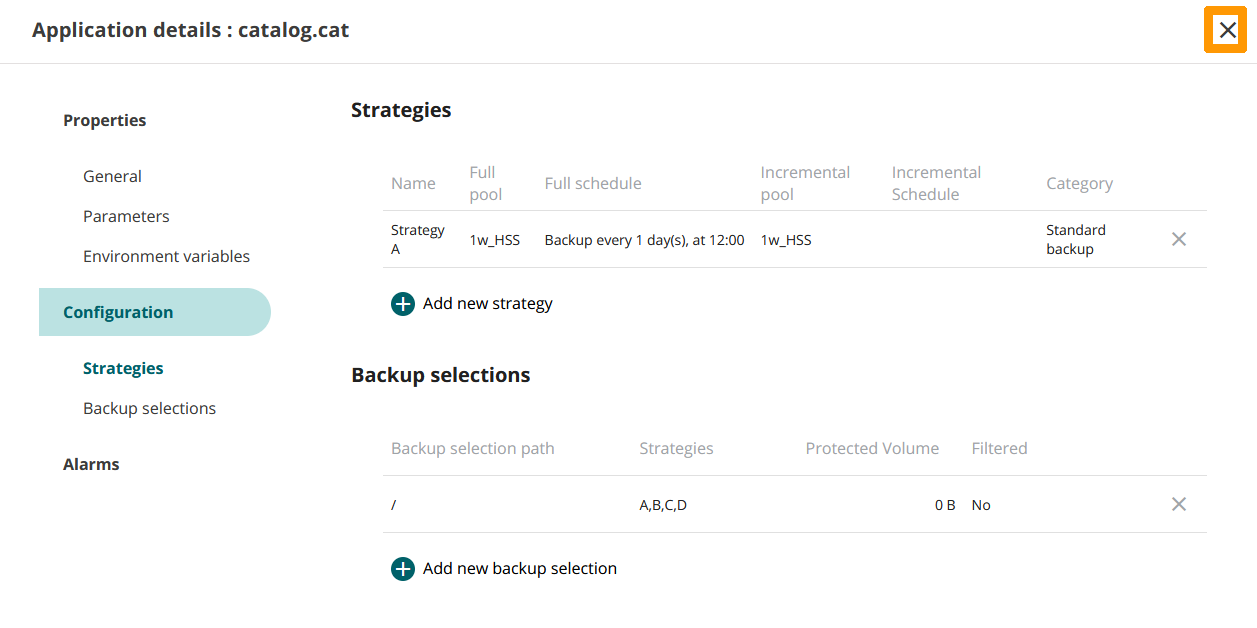 Application details : catalog.cat
Properties
General
Parameters
Environment variables
Configuration
Strategies
Backup selections
Alarms
Strategies
Name Full pool Full schedule Incremental pool Incremental Schedule Category
Strategy A 1w_HSS Backup every 1 day(s), at 12:00 1w_HSS Standard backup
Add new strategy
Backup selections
Backup selection path Strategies Protected Volume Filtered
/ A,B,C,D 0 B No
Add new backup selection